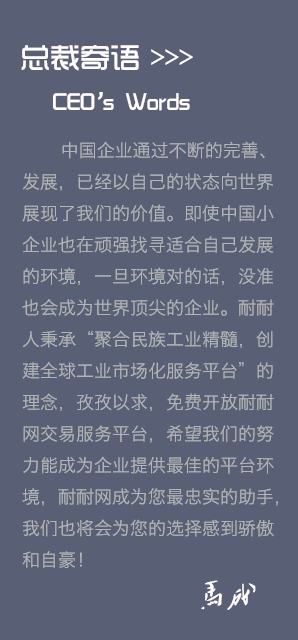 总裁寄语 >>>
CEO's Words
中国企业通过不断的完善、
发展，已经以自己的状态向世界
展现了我们的价值。即使中国小
企业也在顽强找寻适合自己发展
的环境，一旦环境对的话，没准
也会成为世界顶尖的企业。耐耐
人秉承“聚合民族工业精髓，创
建全球工业市场化服务平台”的
理念，孜孜以求，免费开放耐耐
网交易服务平台，希望我们的努
力能成为企业提供最佳的平台环
境，耐耐网成为您最忠实的助手，
我们也将会为您的选择感到骄傲
和自豪！
馬成